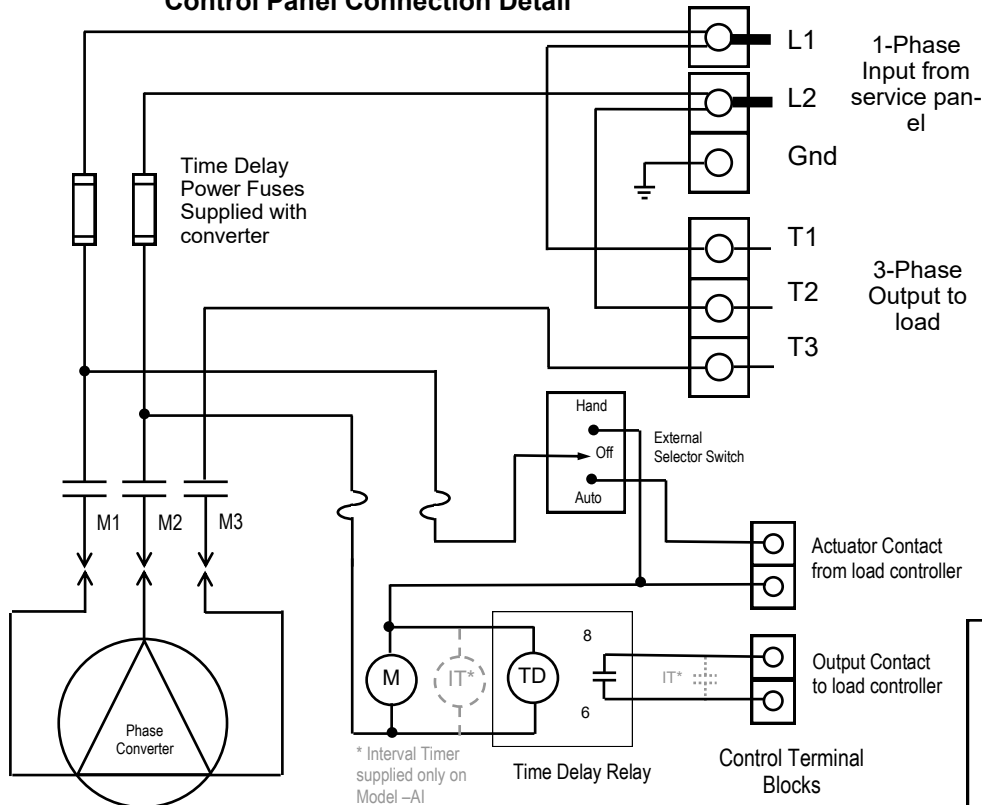 Control Panel Connection Detail
L1
1-Phase
Input from
service pan-
el
L2
Gnd
Time Delay
Power Fuses
Supplied with
converter
T1
T2
T3
3-Phase
Output to
load
Hand
Off
Auto
External
Selector Switch
M1
M2
M3
Actuator Contact
from load controller
8
6
M
IT*
TD
IT*
Output Contact
to load controller
Phase
Converter
* Interval Timer
supplied only on
Model –AI
Time Delay Relay
Control Terminal
Blocks